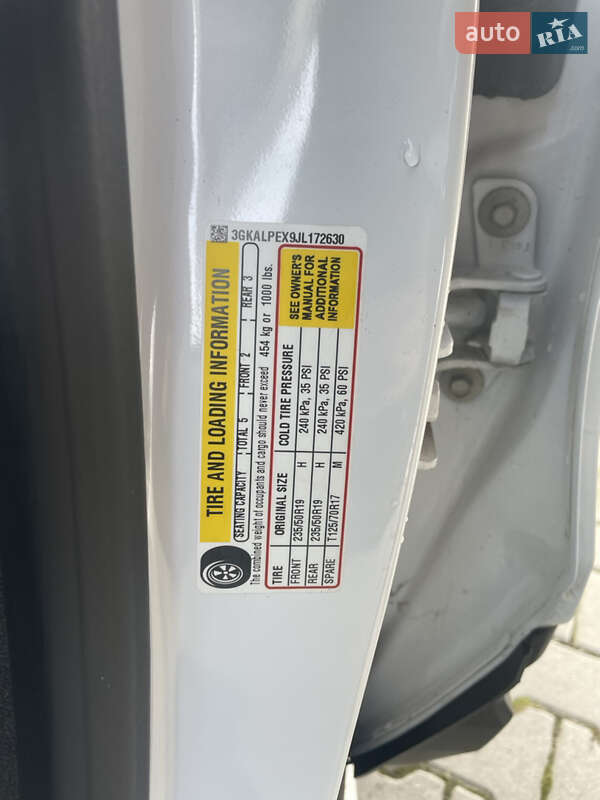 auto RIA.com
3GKALPEX9JL172630
TIRE AND LOADING INFORMATION
SEATING CAPACITY TOTAL 5 FRONT 2 REAR 3
The combined weight of occupants and cargo should never exceed 454 kg or 1000 lbs.
TIRE ORIGINAL SIZE COLD TIRE PRESSURE
FRONT 235/50R19 H 240 kPa, 35 PSI
REAR 235/50R19 H 240 kPa, 35 PSI
SPARE T125/70R17 M 420 kPa, 60 PSI
SEE OWNER'S
MANUAL FOR
ADDITIONAL
INFORMATION